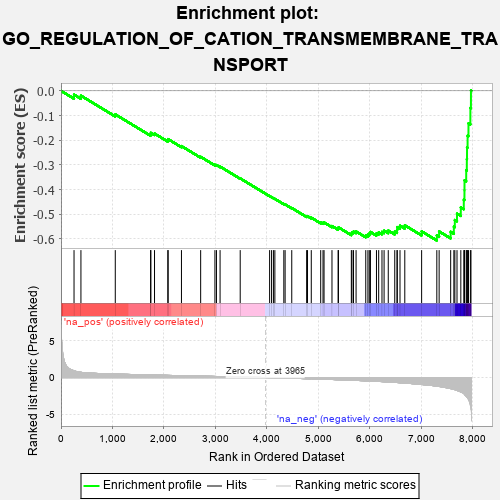 Enrichment plot:
GO_REGULATION_OF_CATION_TRANSMEMBRANE_TRA
NSPORT
Enrichment score (ES)
0.0
-0.1
-0.2
-0.3
-0.4
-0.5
-0.6
'na_pos' (positively correlated)
Ranked list metric (PreRanked)
5
0
-5
Zero cross at 3965
'na_neg' (negatively correlated)
0
1,000
2,000
3,000
4,000
5,000
6,000
7,000
8,000
Rank in Ordered Dataset
Enrichment profile
Hits
Ranking metric scores